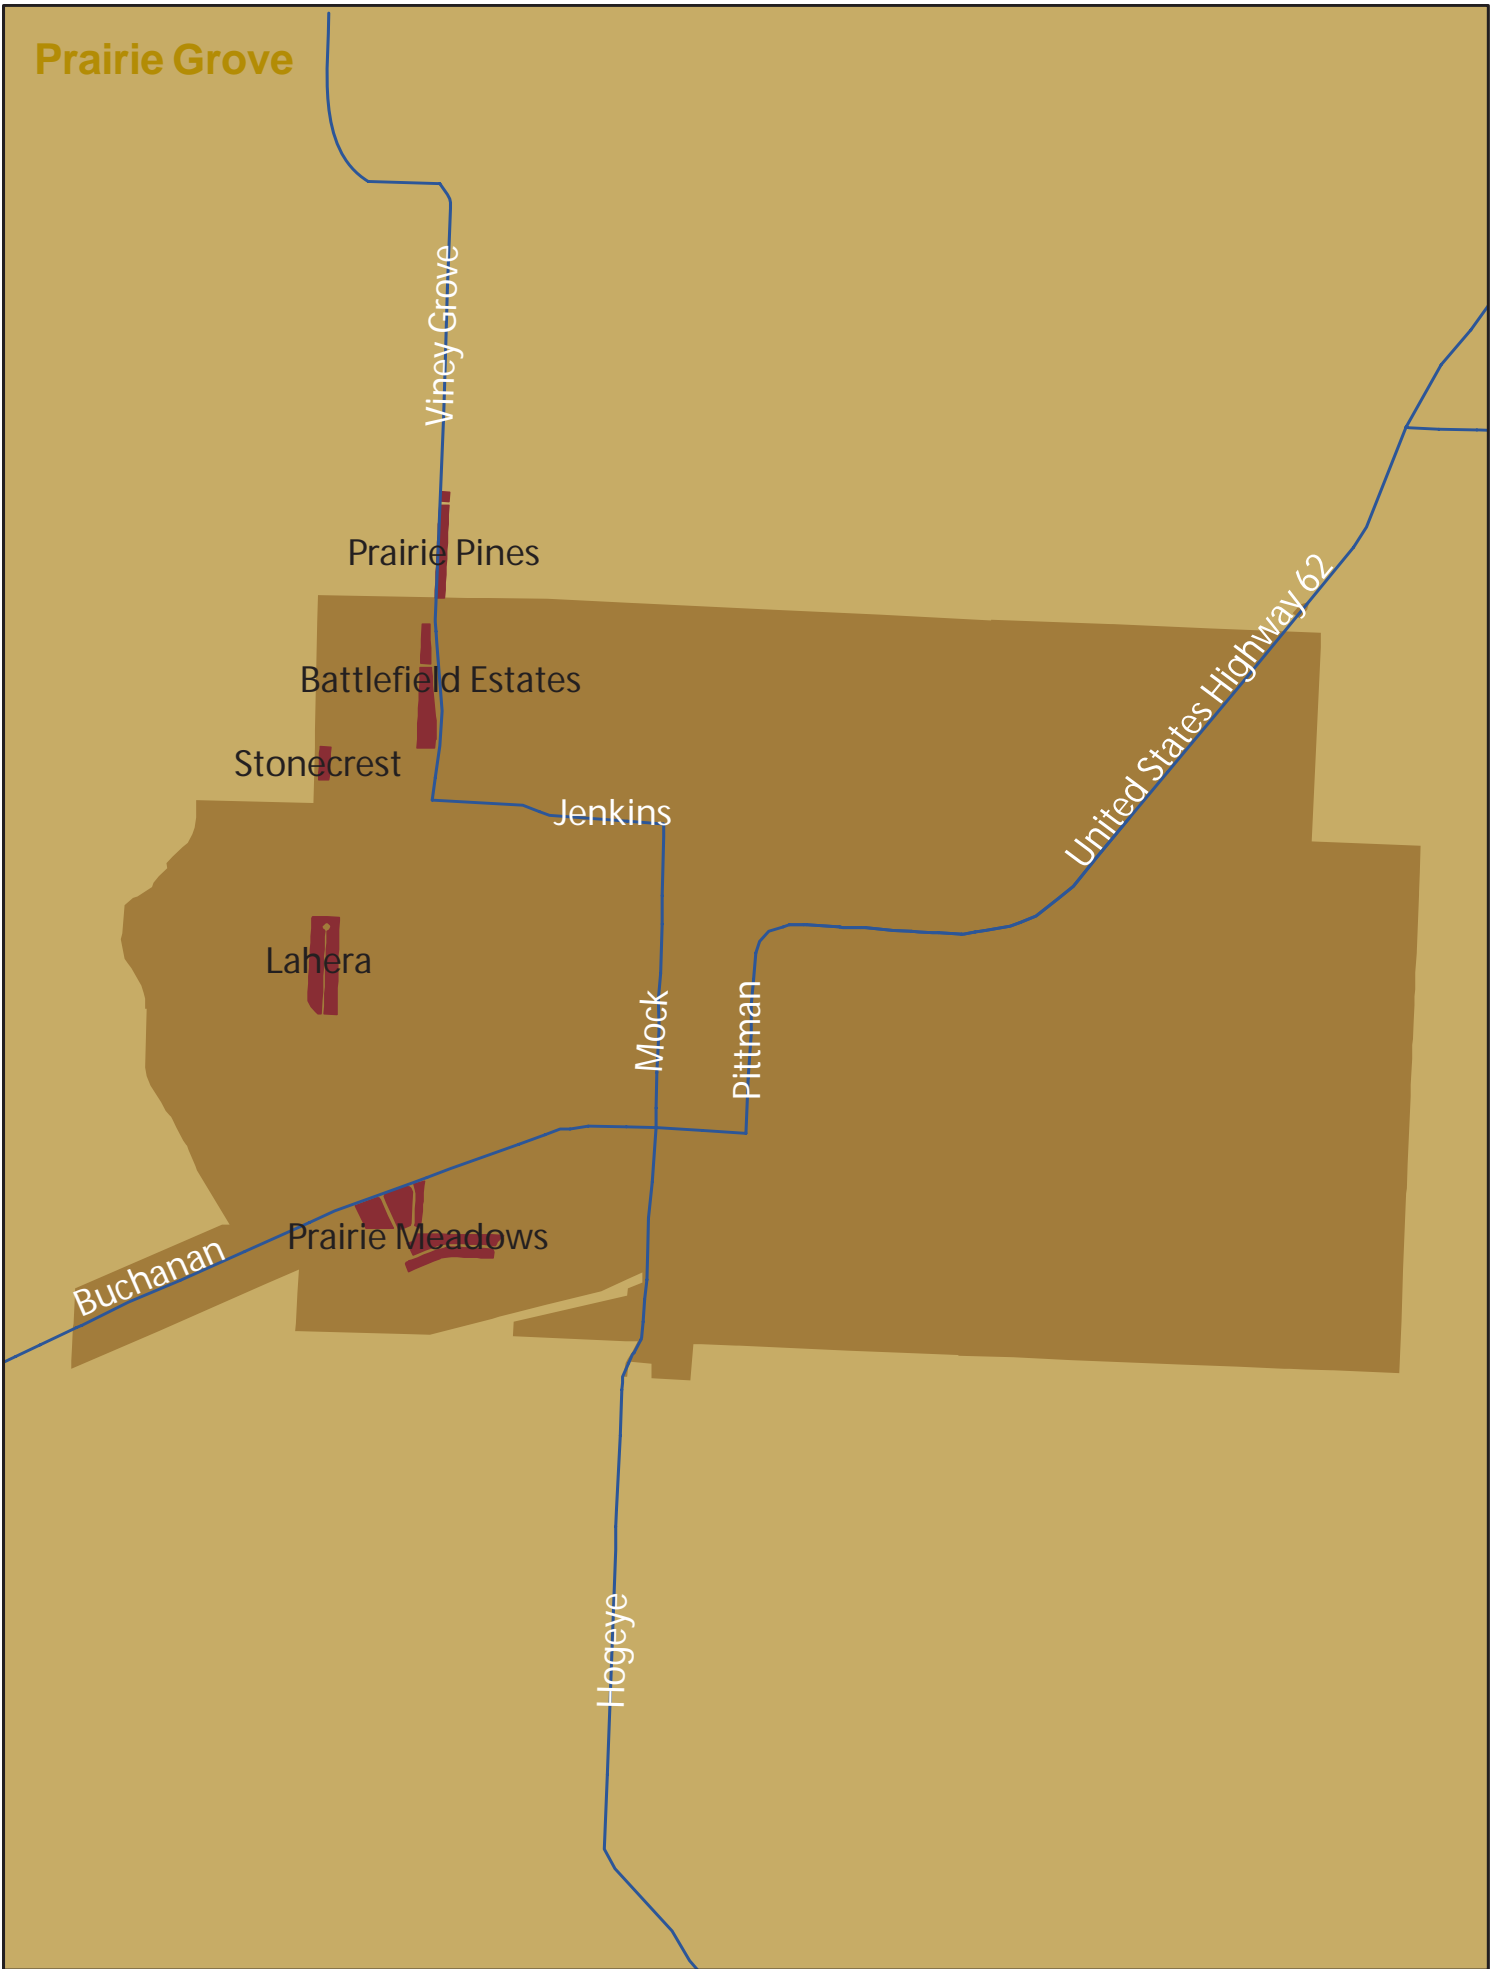 Prairie Grove
Viney Grove
Prairie Pines
United States Highway 62
Battlefield Estates
Stonecrest
Jenkins
Lahera
Mock
Pittman
Prairie Meadows
Buchanan
Hogeye